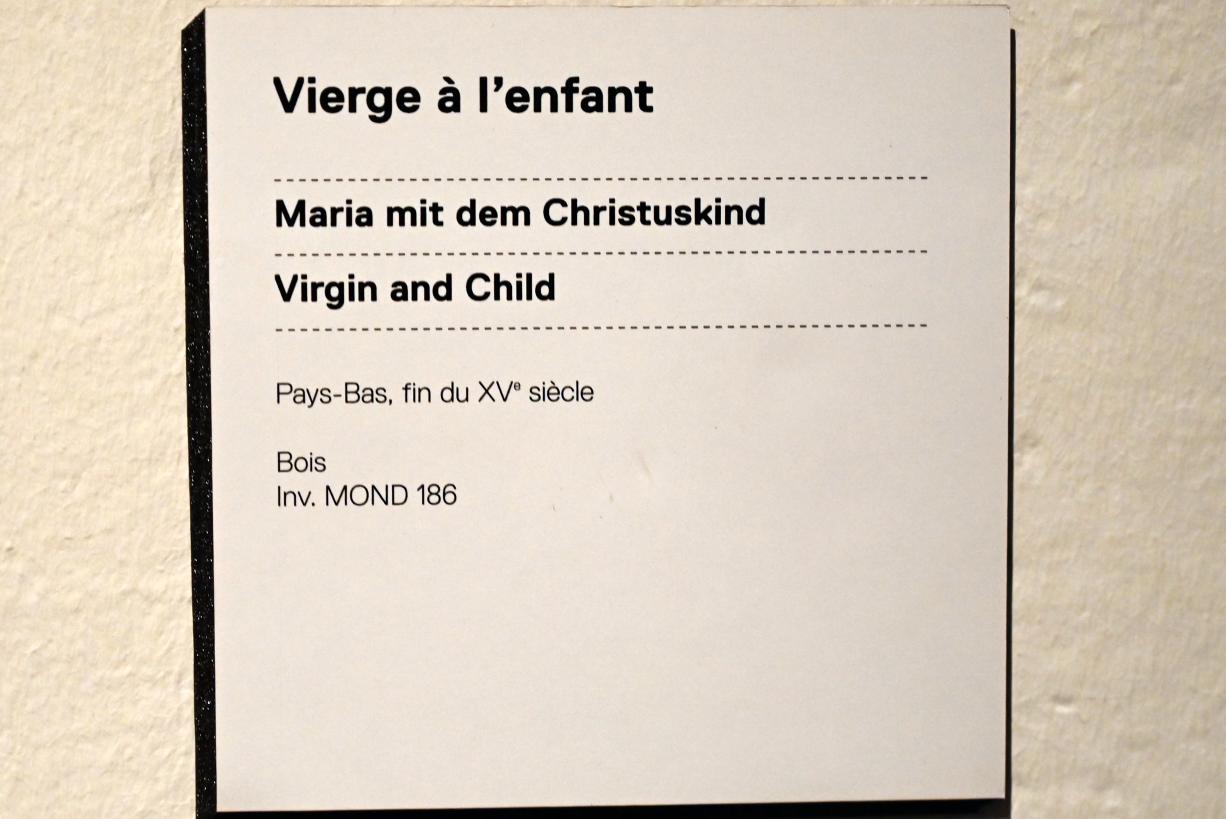 Vierge à l’enfant
Maria mit dem Christuskind
Virgin and Child
Pays-Bas, fin du XVᵉ siècle
Bois
Inv. MOND 186